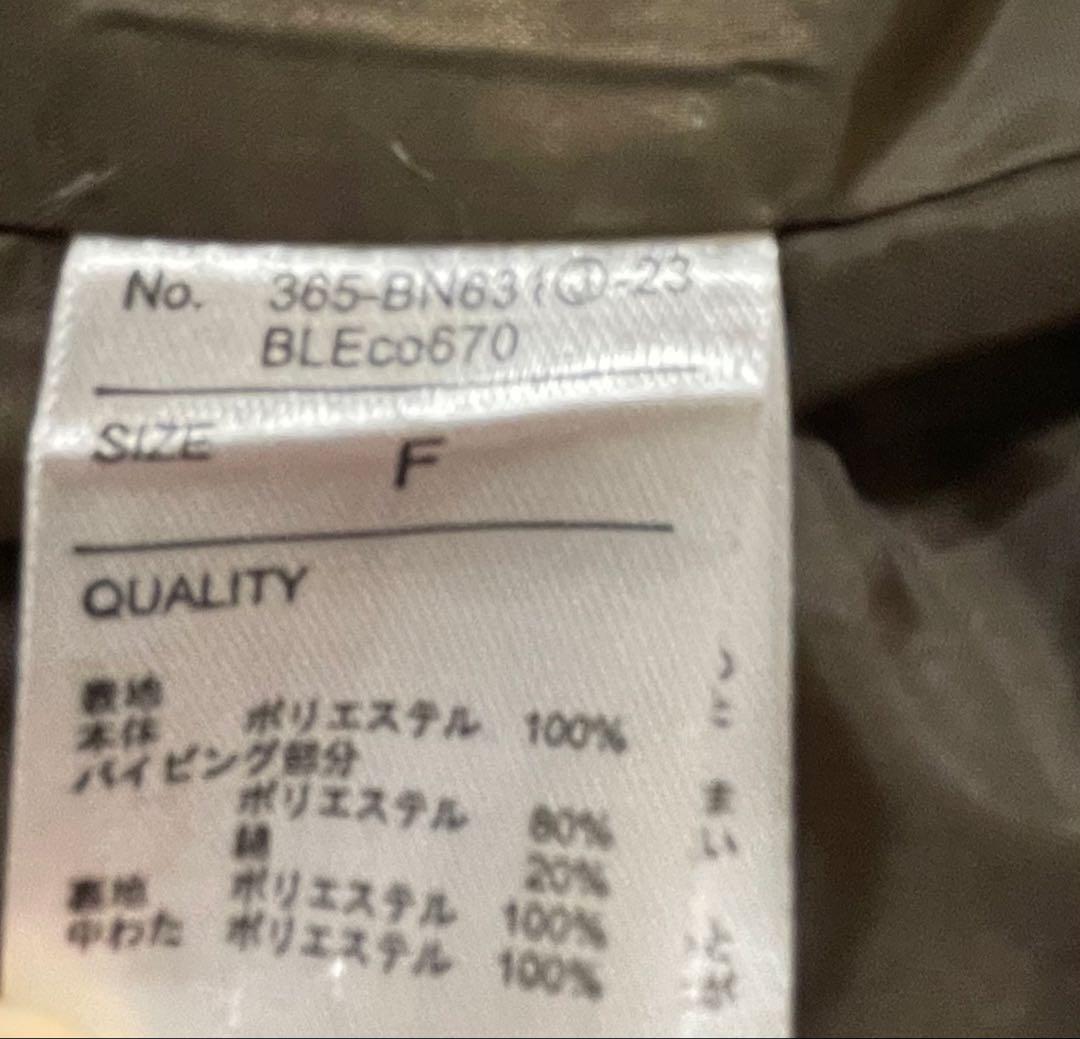 No. 365-BN631①-23
BLEco670
SIZE F
QUALITY
表地
本体 ポリエステル 100%
パイピング部分
ポリエステル 80%
綿 20%
裏地 ポリエステル 100%
中わた ポリエステル 100%